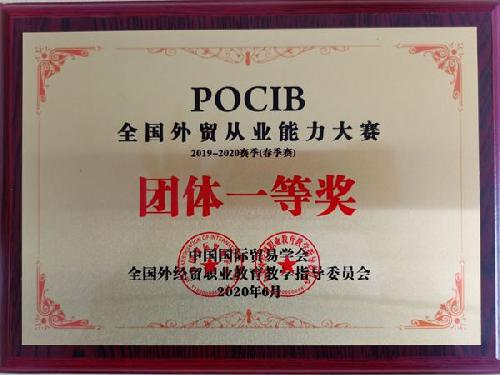 POCIB
全国外贸从业能力大赛
2019-2020赛季(春季赛)
团体一等奖
中国国际贸易学会
全国外经贸职业教育教学指导委员会
2020年6月